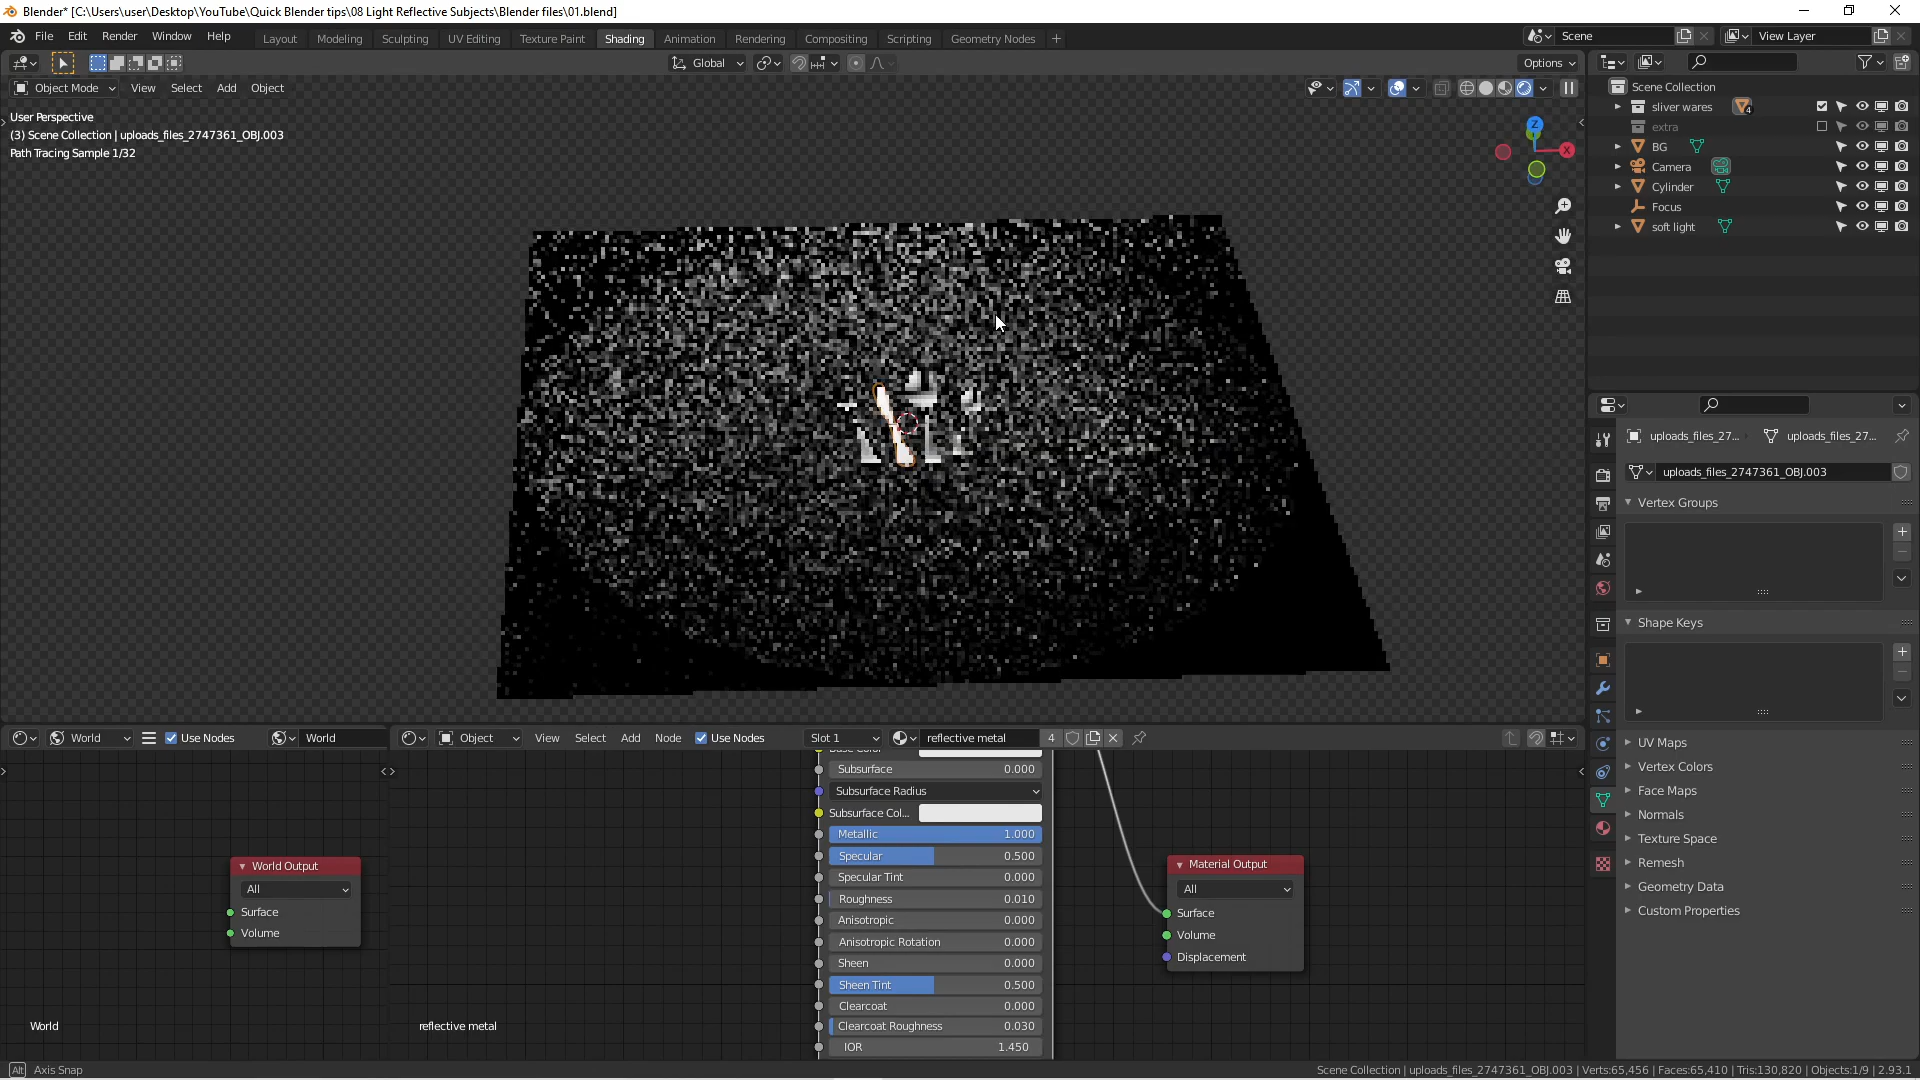 Blender* [C:\Users\user\Desktop\YouTube\Quick Blender tips\08 Light Reflective Subjects\Blender files\01.blend]
File Edit Render Window Help
Layout Modeling Sculpting UV Editing Texture Paint Shading Animation Rendering Compositing Scripting Geometry Nodes
Scene
View Layer
Global
Options
Object Mode View Select Add Object
User Perspective
(3) Scene Collection | uploads_files_2747361_OBJ.003
Path Tracing Sample 1/32
Z
X
Scene Collection
sliver wares 4
extra
BG
Camera
Cylinder
Focus
soft light
uploads_files_27... uploads_files_27...
uploads_files_2747361_OBJ.003
Vertex Groups
Shape Keys
UV Maps
Vertex Colors
Face Maps
Normals
Texture Space
Remesh
Geometry Data
Custom Properties
World Use Nodes World
Object View Select Add Node Use Nodes Slot 1 reflective metal 4
World Output
All
Surface
Volume
World
Base Color
Subsurface 0.000
Subsurface Radius
Subsurface Col...
Metallic 1.000
Specular 0.500
Specular Tint 0.000
Roughness 0.010
Anisotropic 0.000
Anisotropic Rotation 0.000
Sheen 0.000
Sheen Tint 0.500
Clearcoat 0.000
Clearcoat Roughness 0.030
IOR 1.450
Material Output
All
Surface
Volume
Displacement
reflective metal
Alt Axis Snap
Scene Collection | uploads_files_2747361_OBJ.003 | Verts:65,456 | Faces:65,410 | Tris:130,820 | Objects:1/9 | 2.93.1